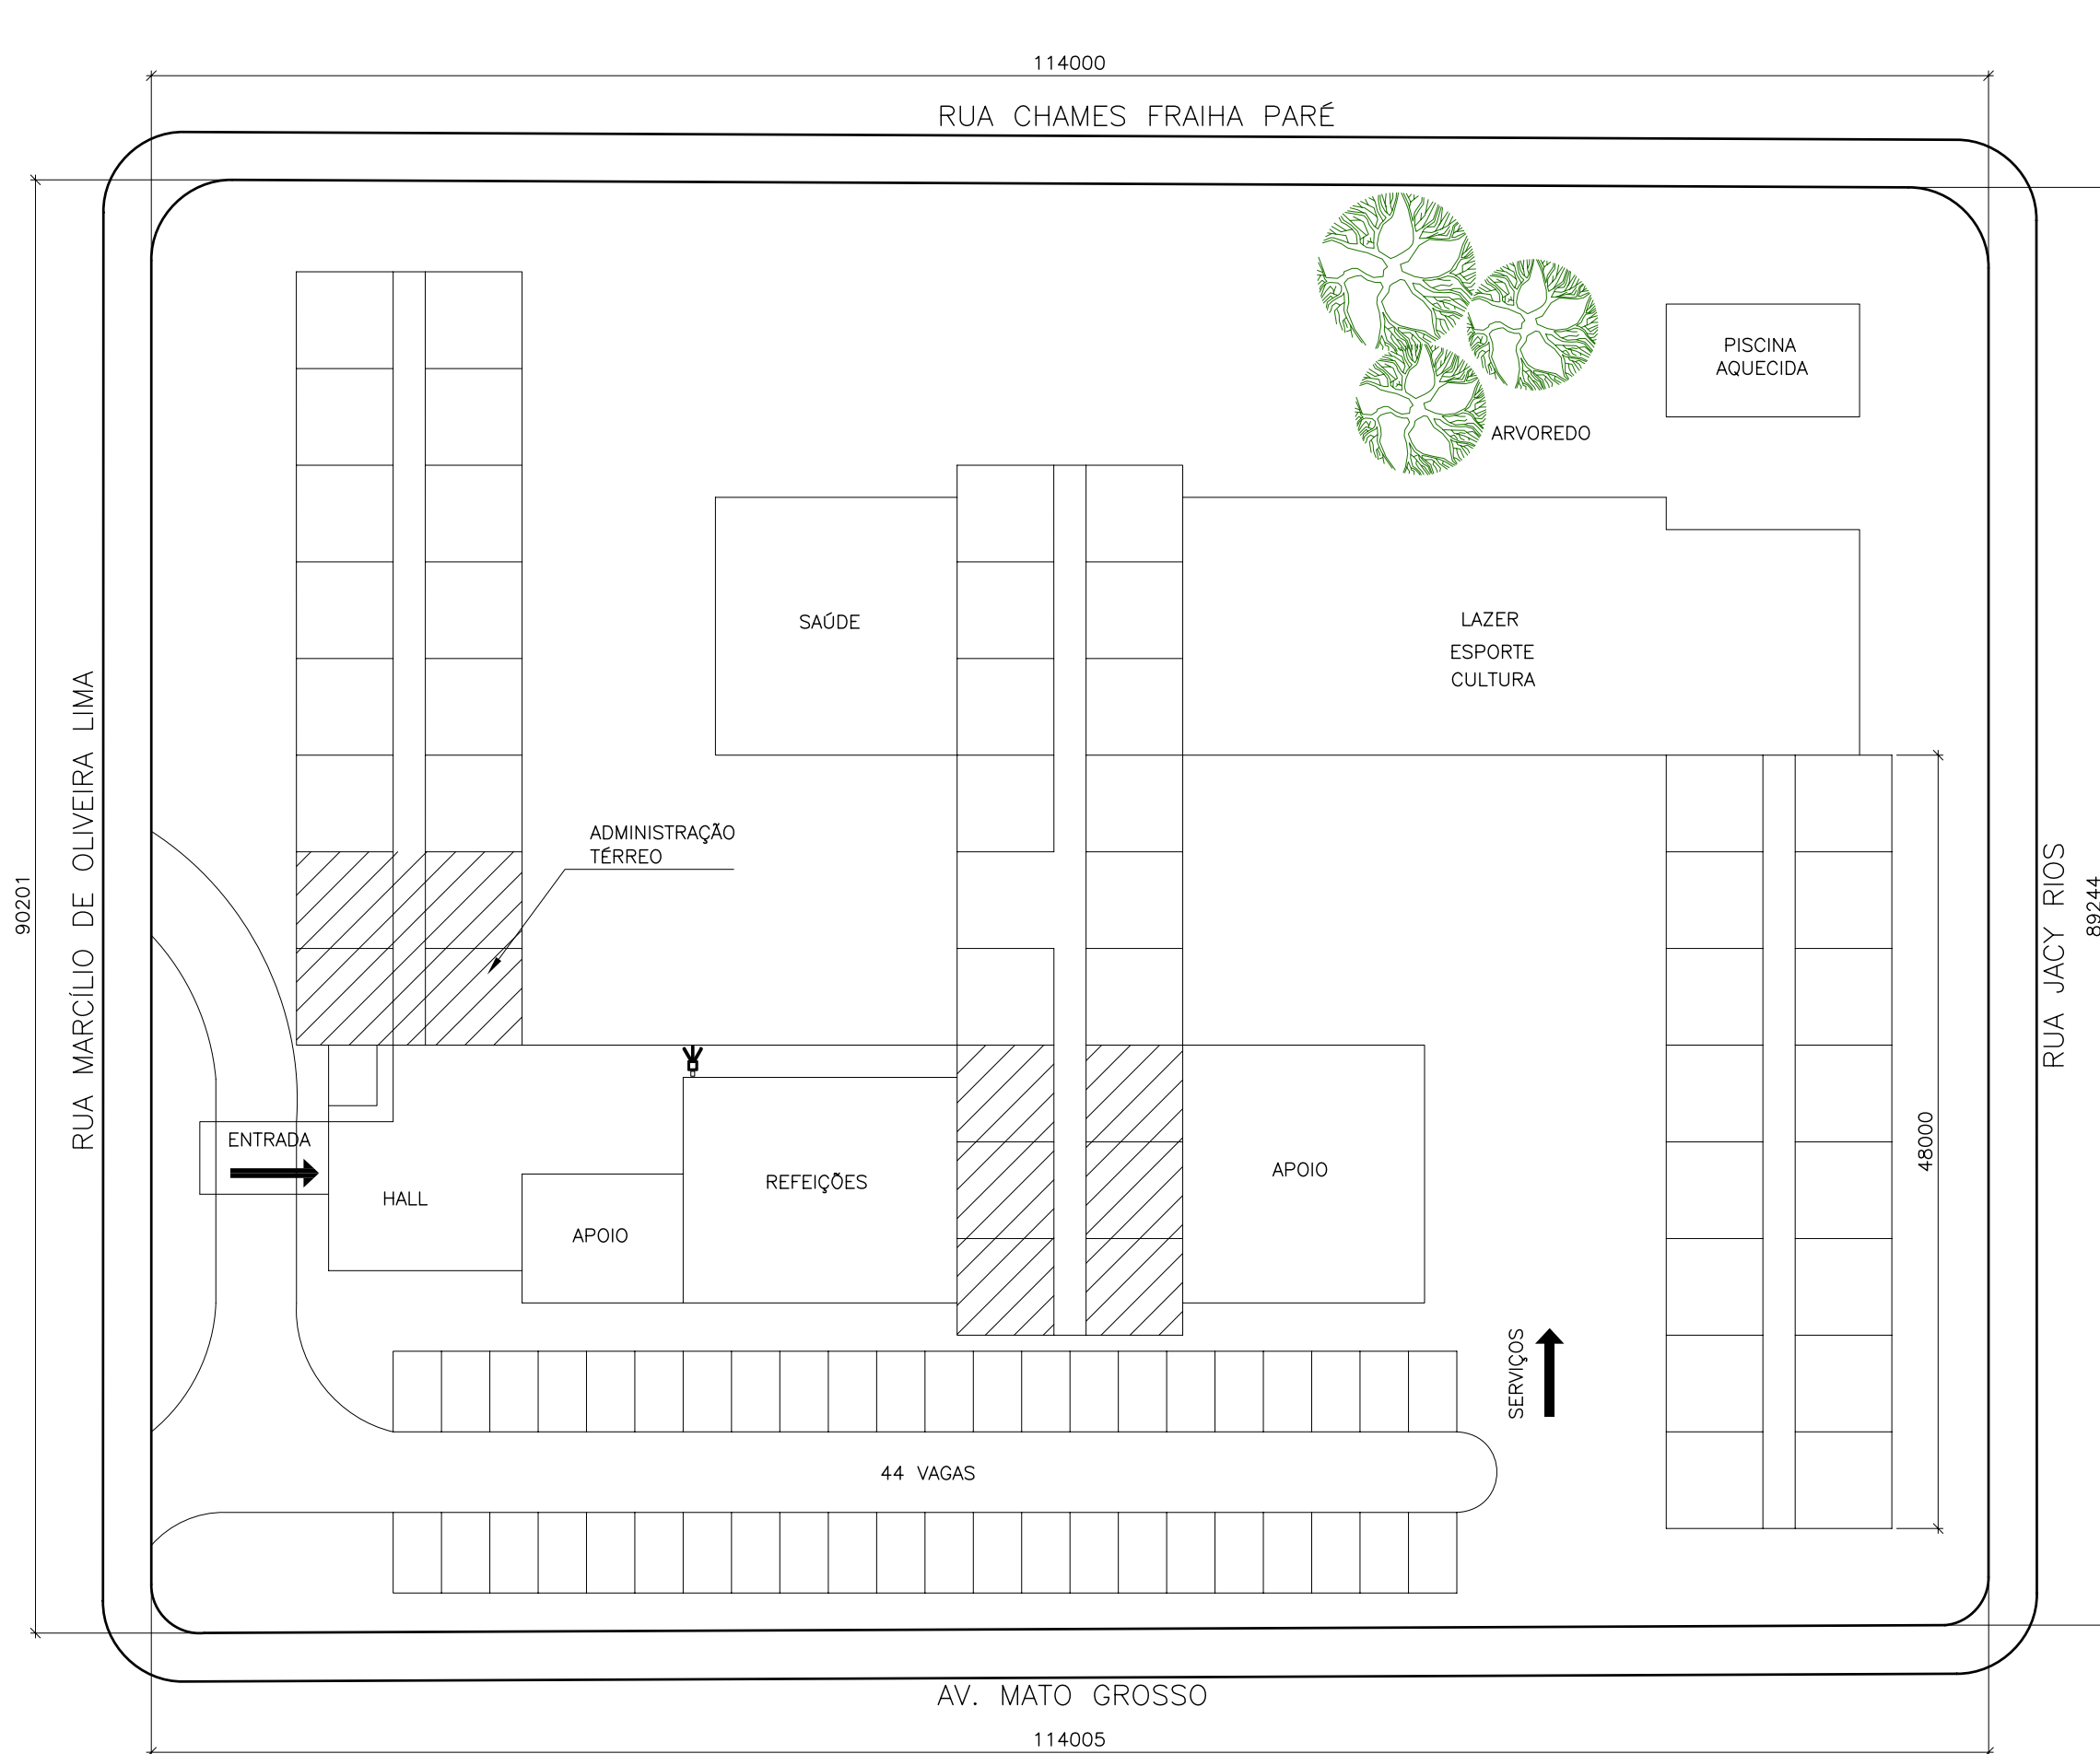 114000
RUA CHAMES FRAIHA PARÉ
PISCINA
AQUECIDA
ARVOREDO
SAÚDE
LAZER
ESPORTE
CULTURA
RUA MARCÍLIO DE OLIVEIRA LIMA
ADMINISTRAÇÃO
TÉRREO
90201
RUA JACY RIOS
89244
48000
ENTRADA
HALL
APOIO
REFEIÇÕES
APOIO
SERVIÇOS
44 VAGAS
AV. MATO GROSSO
114005